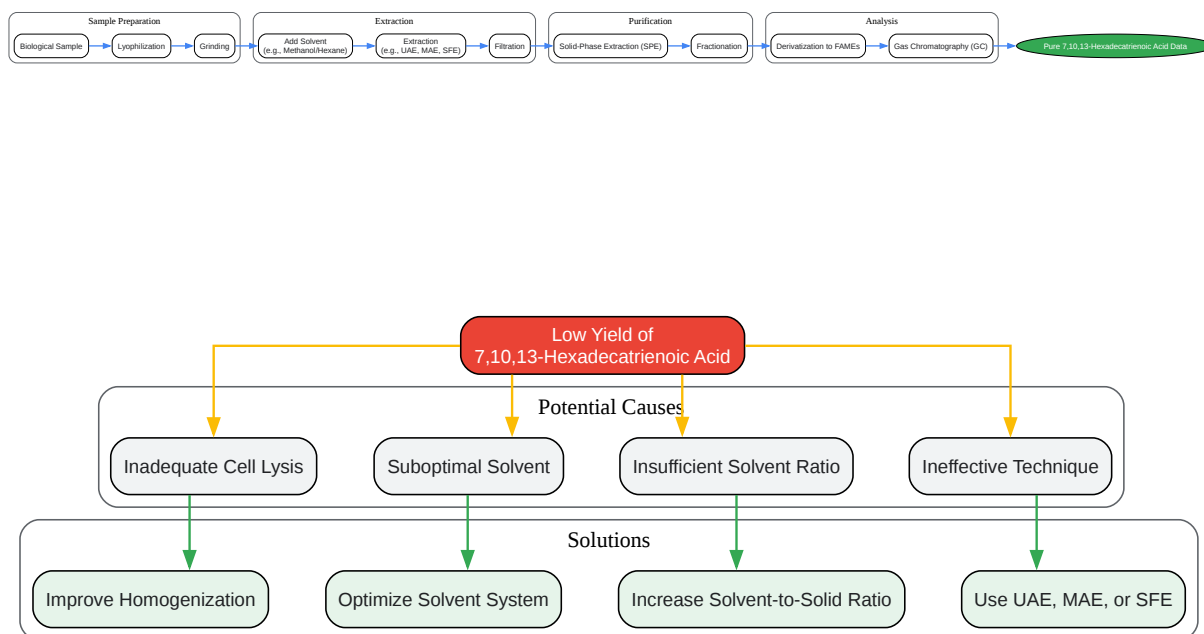 Sample Preparation
Biological Sample
Lyophilization
Grinding
Extraction
Add Solvent
(e.g., Methanol/Hexane)
Extraction
(e.g., UAE, MAE, SFE)
Filtration
Purification
Solid-Phase Extraction (SPE)
Fractionation
Analysis
Derivatization to FAMEs
Gas Chromatography (GC)
Pure 7,10,13-Hexadecatrienoic Acid Data
Low Yield of
7,10,13-Hexadecatrienoic Acid
Potential Causes
Inadequate Cell Lysis
Suboptimal Solvent
Insufficient Solvent Ratio
Ineffective Technique
Solutions
Improve Homogenization
Optimize Solvent System
Increase Solvent-to-Solid Ratio
Use UAE, MAE, or SFE